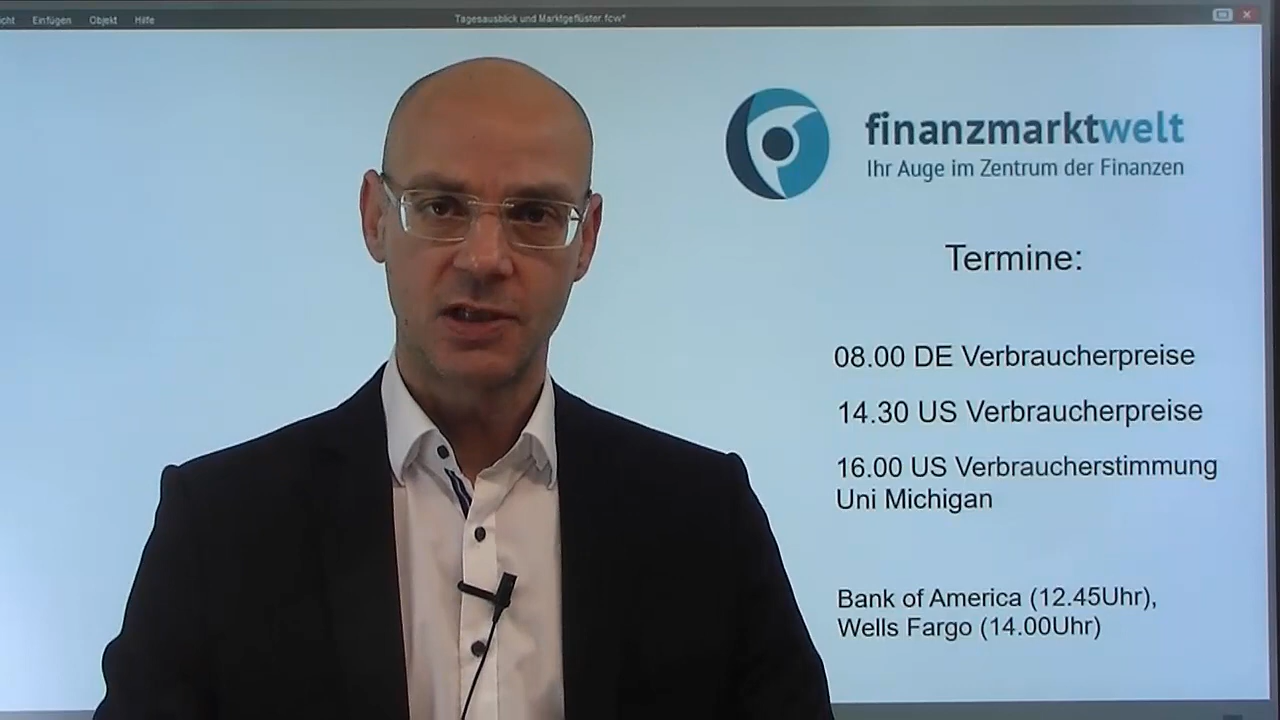 Einfügen Objekt Hilfe
Tagesausblick und Marktgeflüster.fcw*
finanzmarktwelt
Ihr Auge im Zentrum der Finanzen
Termine:
08.00 DE Verbraucherpreise
14.30 US Verbraucherpreise
16.00 US Verbraucherstimmung
Uni Michigan
Bank of America (12.45Uhr),
Wells Fargo (14.00Uhr)